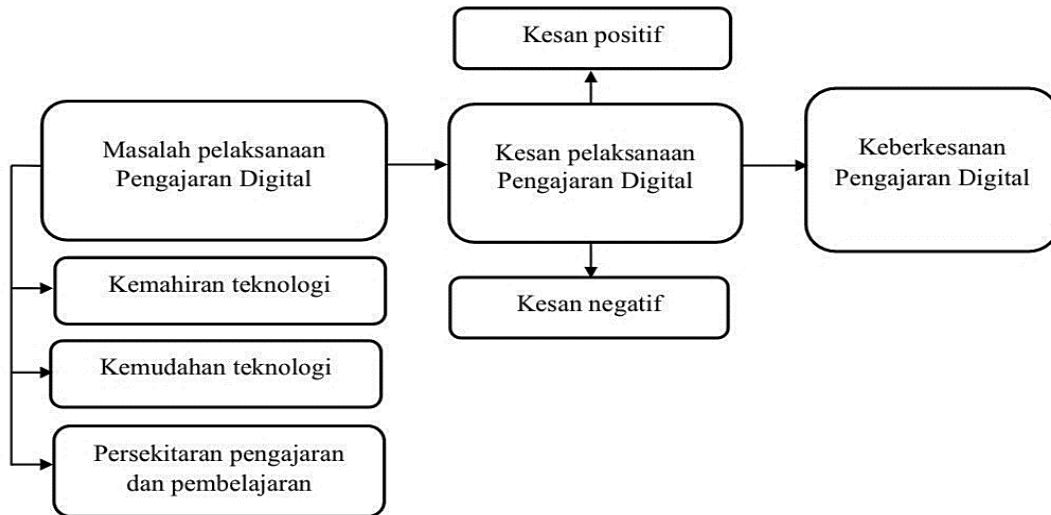 Kesan positif
Masalah pelaksanaan
Pengajaran Digital
Kesan pelaksanaan
Pengajaran Digital
Keberkesanan
Pengajaran Digital
Kemahiran teknologi
Kesan negatif
Kemudahan teknologi
Persekitaran pengajaran
dan pembelajaran